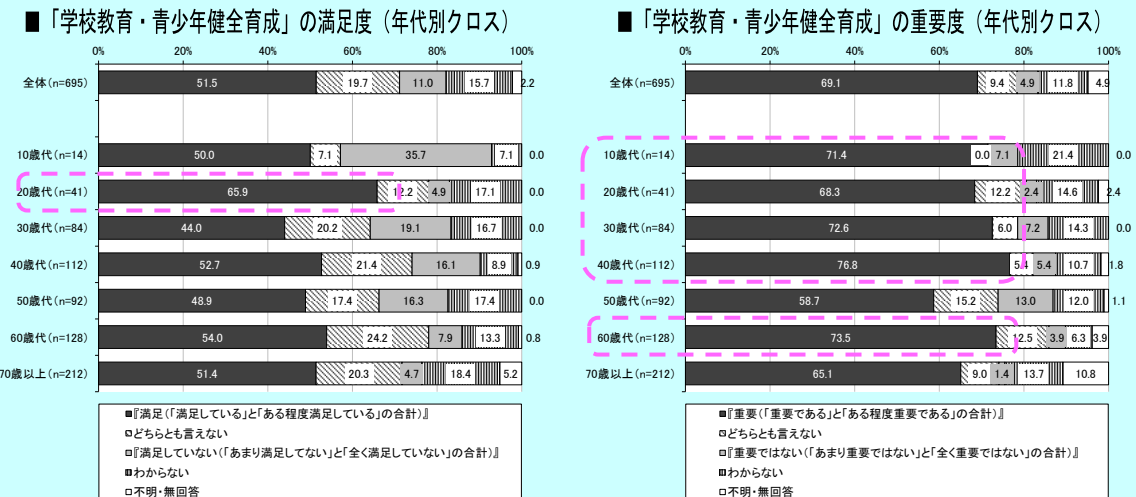 ■「学校教育・青少年健全育成」の満足度（年代別クロス）
0% 20% 40% 60% 80% 100%
全体(n=695) 51.5 19.7 11.0 15.7 2.2
10歳代(n=14) 50.0 7.1 35.7 7.1 0.0
20歳代(n=41) 65.9 12.2 4.9 17.1 0.0
30歳代(n=84) 44.0 20.2 19.1 16.7 0.0
40歳代(n=112) 52.7 21.4 16.1 8.9 0.9
50歳代(n=92) 48.9 17.4 16.3 17.4 0.0
60歳代(n=128) 54.0 24.2 7.9 13.3 0.8
70歳以上(n=212) 51.4 20.3 4.7 18.4 5.2
■『満足(「満足している」と「ある程度満足している」の合計)』
どちらとも言えない
『満足していない(「あまり満足してない」と「全く満足していない」の合計)』
わからない
□不明・無回答
■「学校教育・青少年健全育成」の重要度（年代別クロス）
0% 20% 40% 60% 80% 100%
全体(n=695) 69.1 9.4 4.9 11.8 4.9
10歳代(n=14) 71.4 0.0 7.1 21.4 0.0
20歳代(n=41) 68.3 12.2 2.4 14.6 2.4
30歳代(n=84) 72.6 6.0 7.2 14.3 0.0
40歳代(n=112) 76.8 5.4 5.4 10.7 1.8
50歳代(n=92) 58.7 15.2 13.0 12.0 1.1
60歳代(n=128) 73.5 12.5 3.9 6.3 3.9
70歳以上(n=212) 65.1 9.0 1.4 13.7 10.8
■『重要(「重要である」と「ある程度重要である」の合計)』
どちらとも言えない
『重要ではない(「あまり重要ではない」と「全く重要ではない」の合計)』
わからない
□不明・無回答